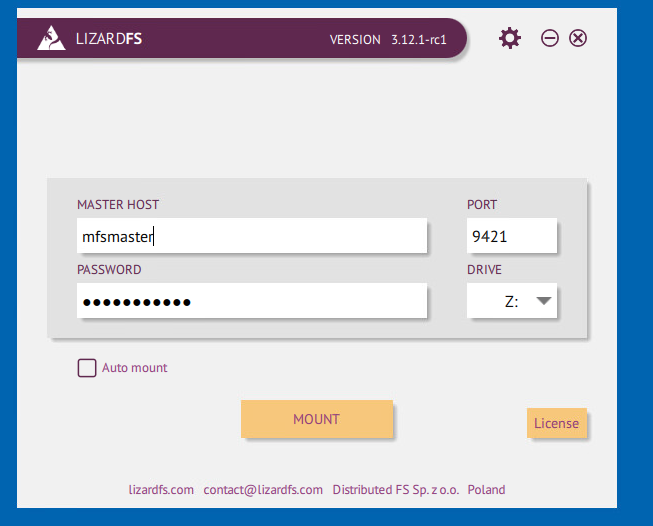 LIZARDFS VERSION 3.12.1-rc1
MASTER HOST PORT
mfsmaster 9421
PASSWORD DRIVE
●●●●●●●●●●● Z:
Auto mount
MOUNT License
lizardfs.com contact@lizardfs.com Distributed FS Sp. z o.o. Poland